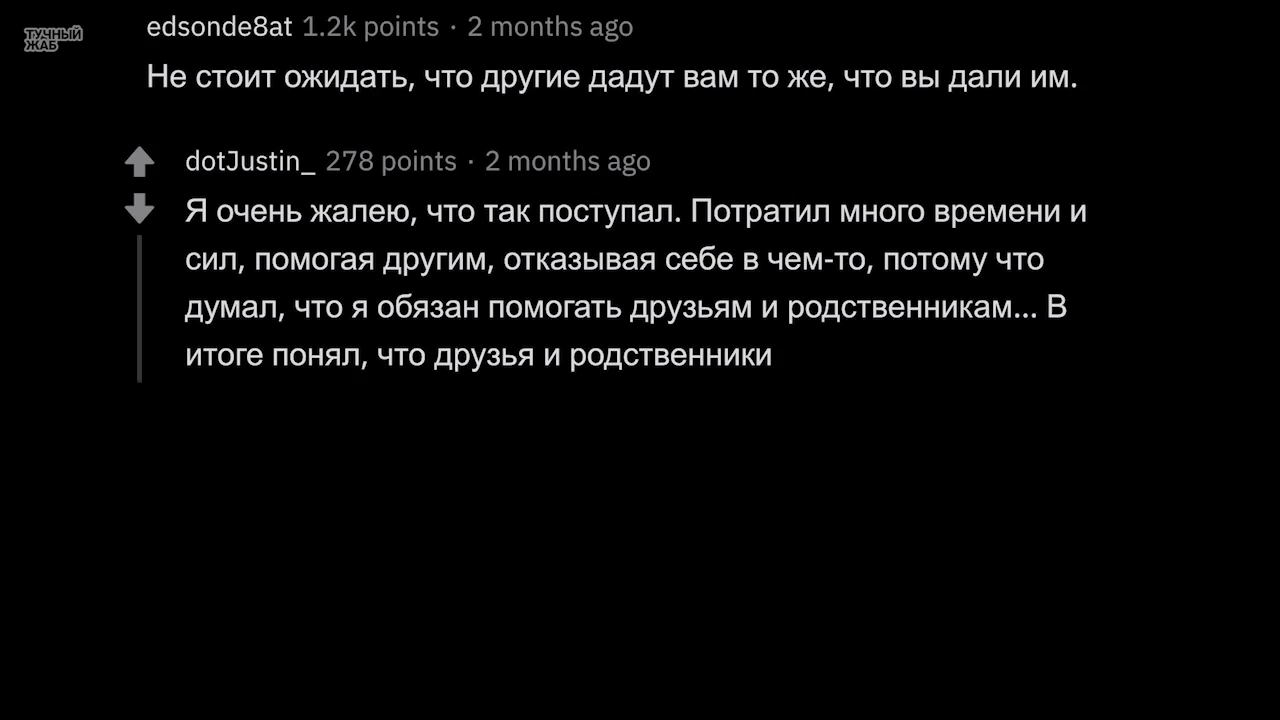 ТУЧНЫЙ
ЖАБ
edsonde8at 1.2k points · 2 months ago
Не стоит ожидать, что другие дадут вам то же, что вы дали им.
dotJustin_ 278 points · 2 months ago
Я очень жалею, что так поступал. Потратил много времени и
сил, помогая другим, отказывая себе в чем-то, потому что
думал, что я обязан помогать друзьям и родственникам... В
итоге понял, что друзья и родственники